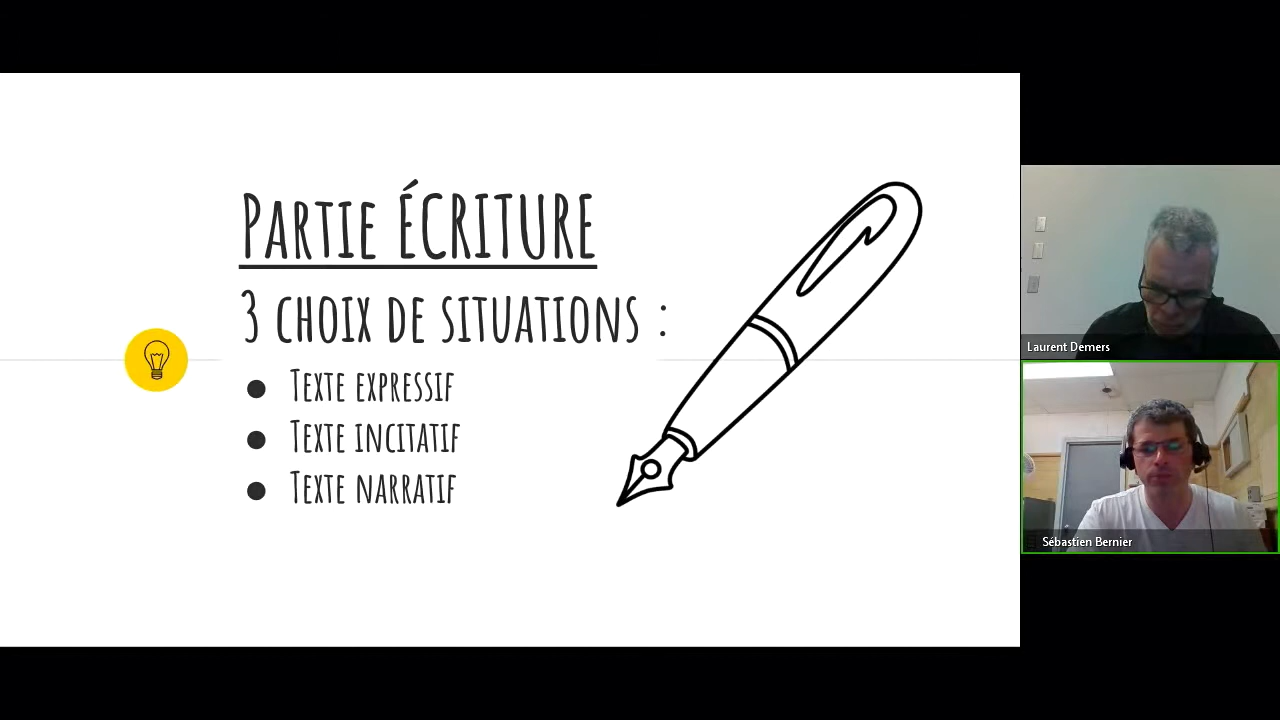 Partie ÉCRITURE
3 choix de situations :
● Texte expressif
● Texte incitatif
● Texte narratif
Laurent Demers
Sébastien Bernier